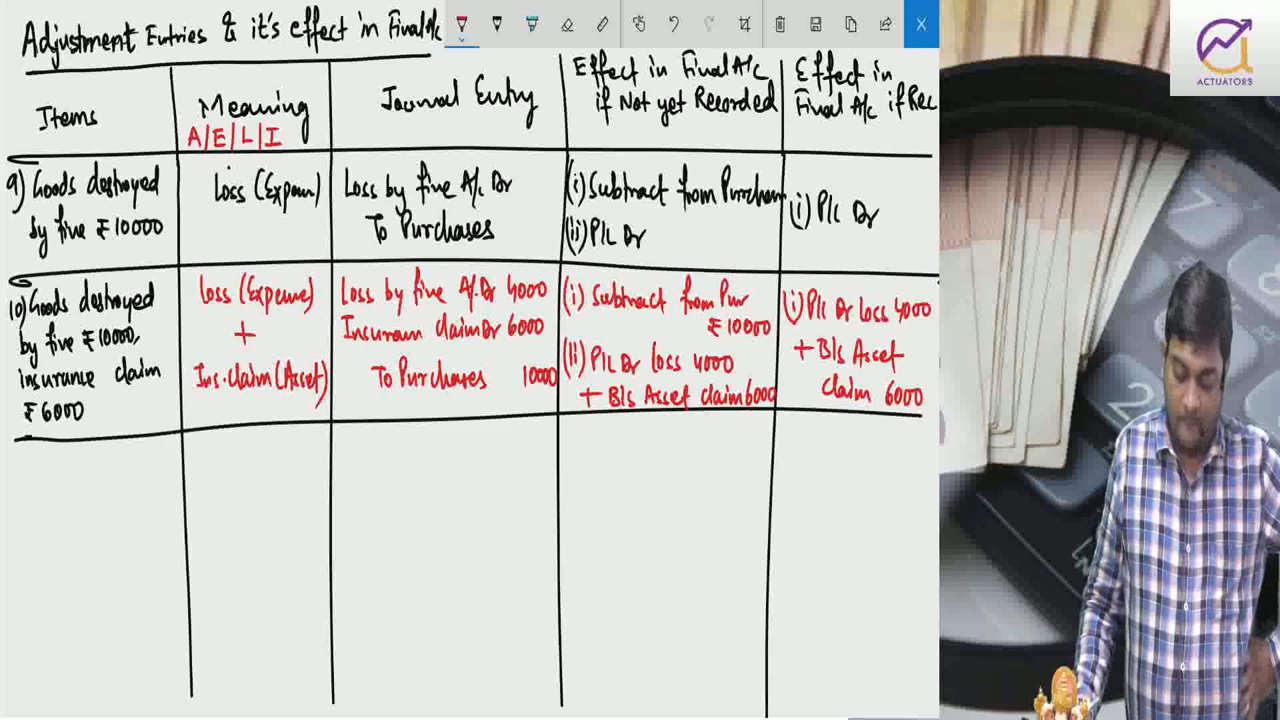 Adjustment Entries & it's effect in Final A/c
Items
Meaning
A/E/L/I
Journal Entry
Effect in Final A/c
if Not yet Recorded
Effect in
Final A/c if Rec
9) Goods destroyed
by fire ₹ 10000
Loss (Expen)
Loss by fire A/c Dr
To Purchases
(i) Subtract from Purchases
(ii) P/L Dr
(i) P/L Dr
10) Goods destroyed
by fire ₹ 10000,
insurance claim
₹ 6000
Loss (Expense)
+
Ins. claim (Asset)
Loss by fire A/c Dr 4000
Insuran claim Dr 6000
To Purchases 10000
(i) Subtract from Pur
₹ 10000
(ii) P/L Dr loss 4000
+ B/s Asset claim 6000
(i) P/L Dr Loss 4000
+ B/s Asset
claim 6000
ACTUATORS